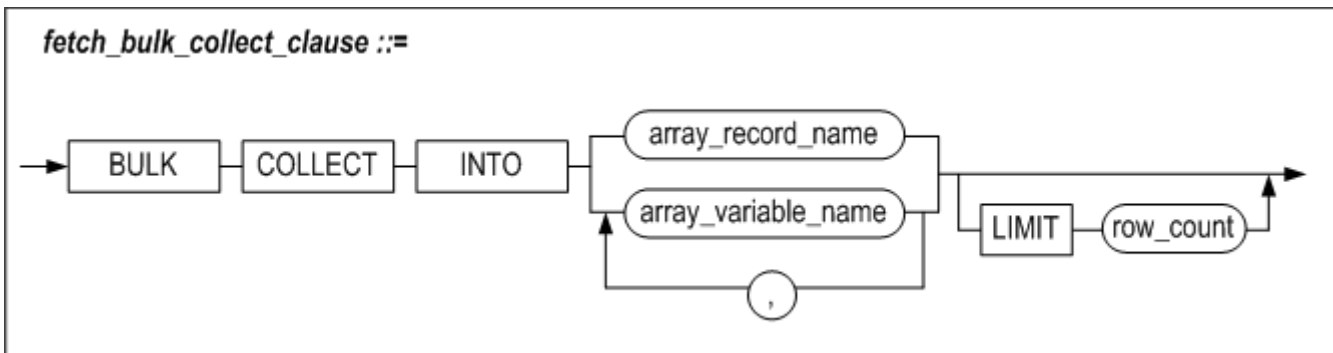 fetch_bulk_collect_clause ::=
array_record_name
BULK COLLECT INTO
array_variable_name
LIMIT row_count
,